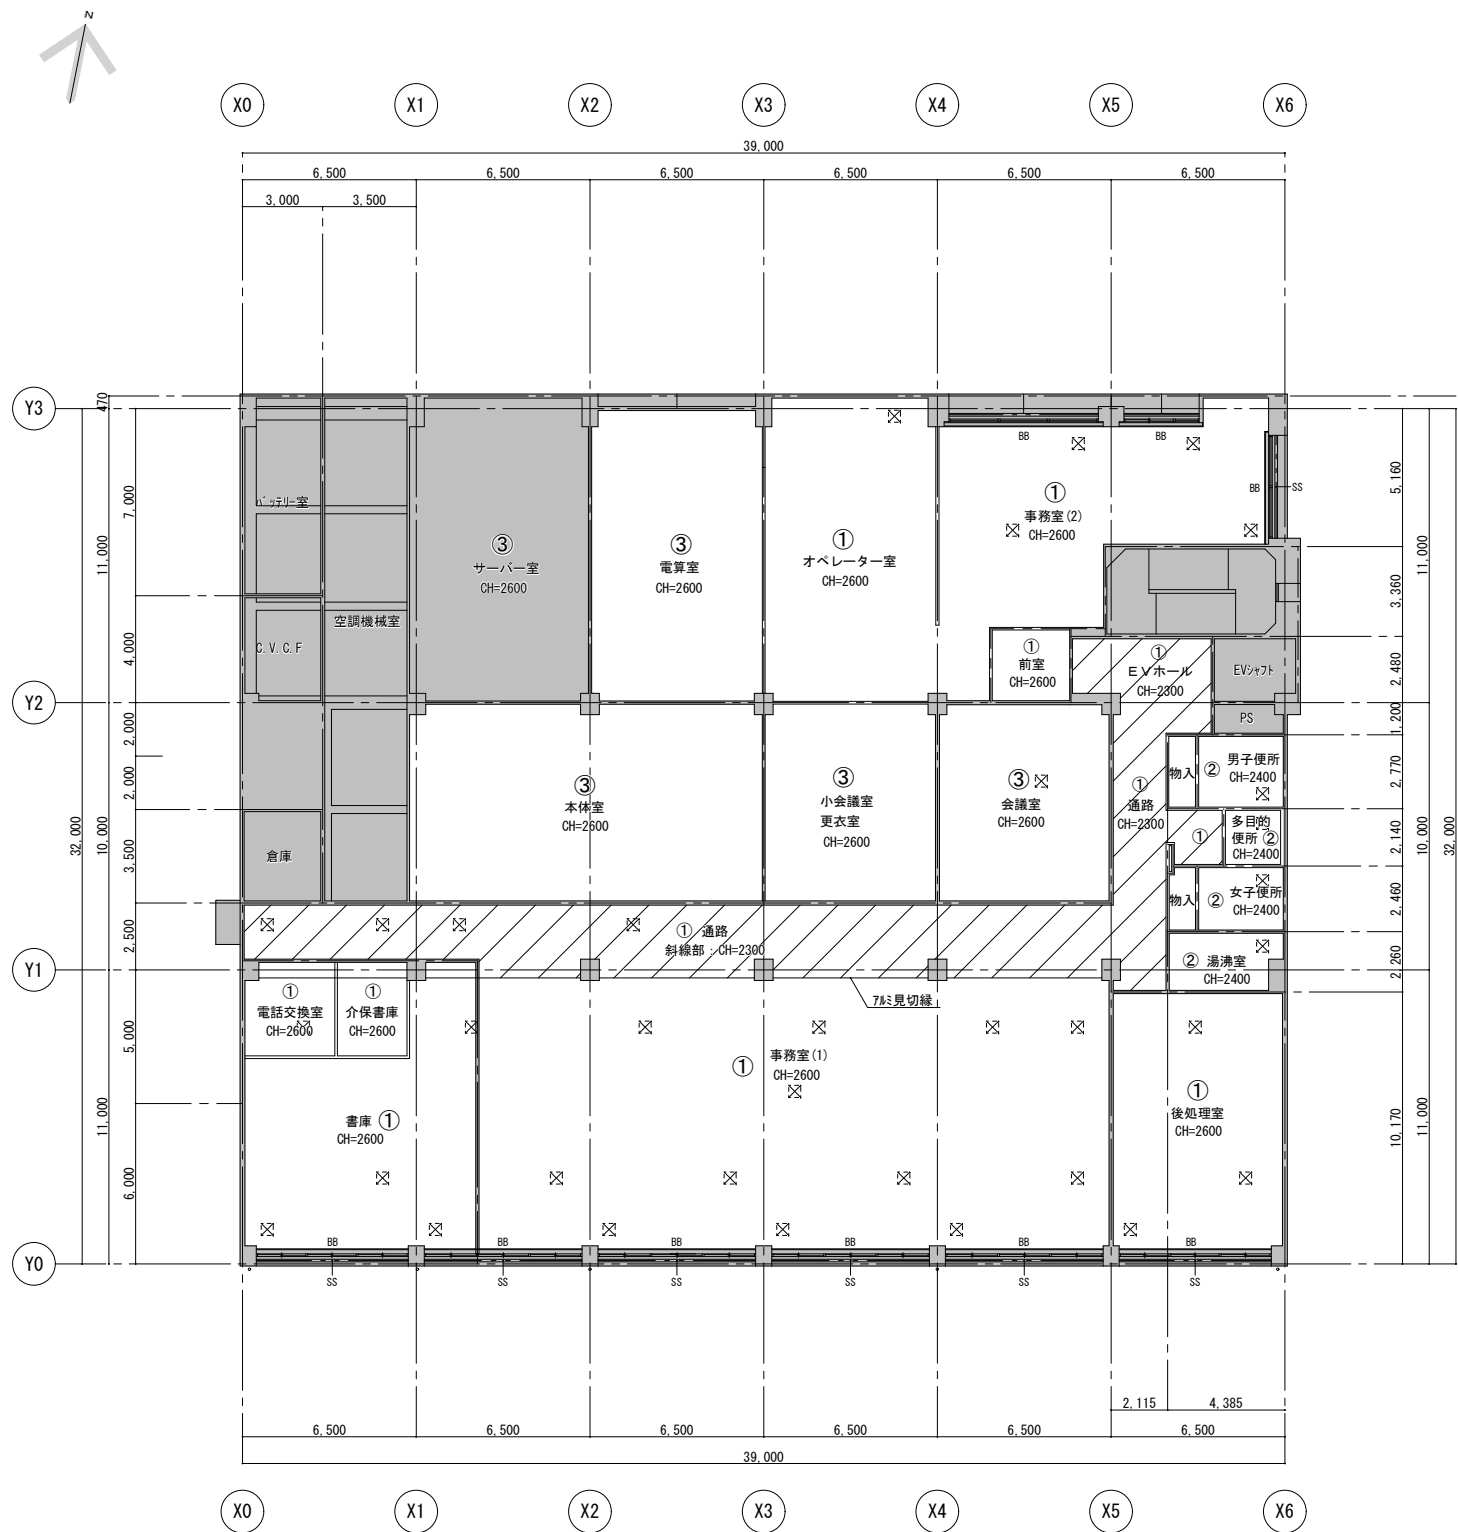 N
X0 X1 X2 X3 X4 X5 X6
39,000
6,500 6,500 6,500 6,500 6,500 6,500
3,000 3,500
Y3
Y2
Y1
Y0
470
7,000
4,000
2,000
2,000
3,500
2,500
5,000
6,000
11,000
10,000
11,000
32,000
バッテリー室
C.V.C.F
空調機械室
倉庫
③
サーバー室
CH=2600
③
電算室
CH=2600
①
オペレーター室
CH=2600
①
事務室(2)
CH=2600
BB
BB
BB
SS
①
前室
CH=2600
①
EVホール
CH=2300
EVシャフト
PS
③
本体室
CH=2600
③
小会議室
更衣室
CH=2600
③
会議室
CH=2600
①
通路
CH=2300
物入
② 男子便所
CH=2400
①
多目的
便所 ②
CH=2400
物入
② 女子便所
CH=2400
② 湯沸室
CH=2400
① 通路
斜線部：CH=2300
アルミ見切縁
①
電話交換室
CH=2600
①
介保書庫
CH=2600
書庫 ①
CH=2600
① 事務室(1)
CH=2600
①
後処理室
CH=2600
BB BB BB BB BB BB
SS SS SS SS SS SS
5,160
3,360
2,480
1,200
2,770
2,140
2,460
2,260
10,170
11,000
10,000
11,000
32,000
2,115 4,385
6,500 6,500 6,500 6,500 6,500 6,500
39,000
X0 X1 X2 X3 X4 X5 X6